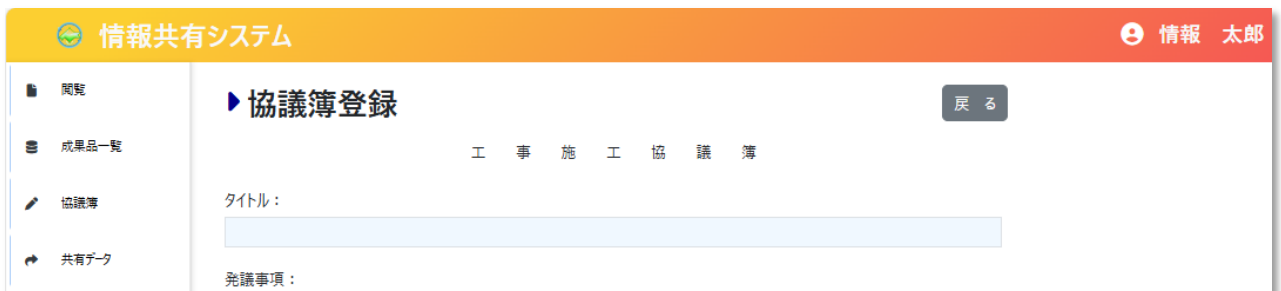 情報共有システム
情報 太郎
閲覧
成果品一覧
協議簿
共有データ
協議簿登録
戻 る
工 事 施 工 協 議 簿
タイトル：
発議事項：